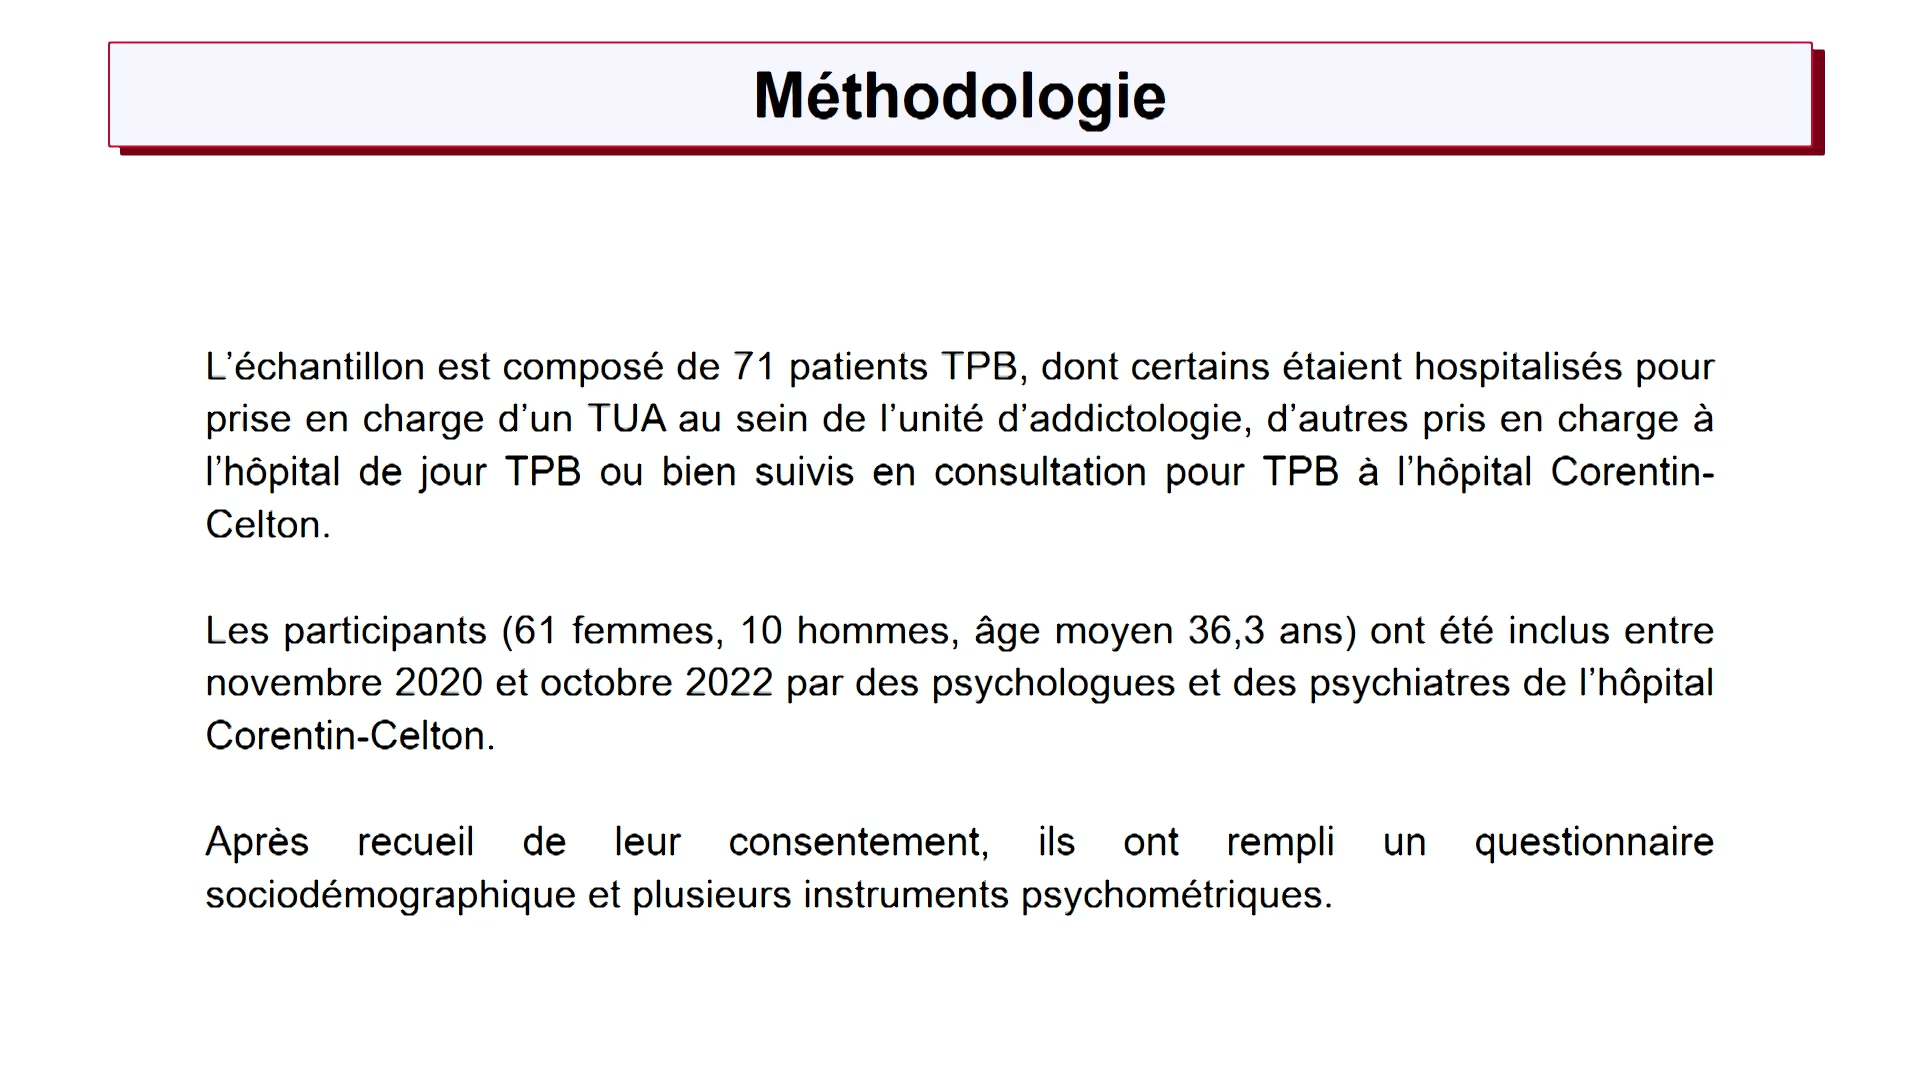 Méthodologie
L’échantillon est composé de 71 patients TPB, dont certains étaient hospitalisés pour
prise en charge d’un TUA au sein de l’unité d’addictologie, d’autres pris en charge à
l’hôpital de jour TPB ou bien suivis en consultation pour TPB à l’hôpital Corentin-
Celton.
Les participants (61 femmes, 10 hommes, âge moyen 36,3 ans) ont été inclus entre
novembre 2020 et octobre 2022 par des psychologues et des psychiatres de l’hôpital
Corentin-Celton.
Après recueil de leur consentement, ils ont rempli un questionnaire
sociodémographique et plusieurs instruments psychométriques.